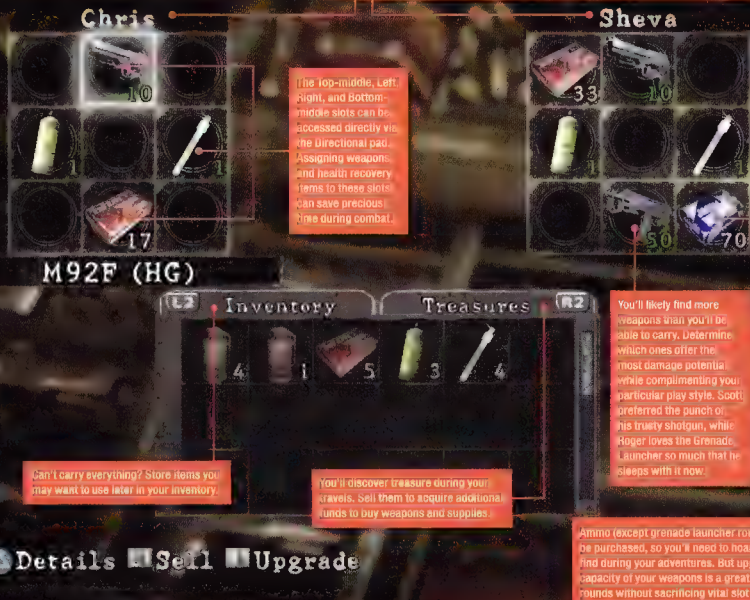 Chris
Sheva
10
1
1
17
33
10
1
1
50
70
The Top-middle, Left,
Right, and Bottom-
middle slots can be
accessed directly via
the Directional pad.
Assigning weapons
and health recovery
items to these slots
can save precious
time during combat.
M92F (HG)
L2 Inventory
Treasures R2
4
1
5
3
4
You'll likely find more
weapons than you'll be
able to carry. Determine
which ones offer the
most damage potential
while complimenting your
particular play style. Scott
preferred the punch of
his trusty shotgun, while
Roger loves the Grenade
Launcher so much that he
sleeps with it now.
Can't carry everything? Store items you
may want to use later in your inventory.
You'll discover treasure during your
travels. Sell them to acquire additional
funds to buy weapons and supplies.
Details Sell Upgrade
Ammo (except grenade launcher
be purchased, so you'll need to
find during your adventures. But
capacity of your weapons is a great
rounds without sacrificing vital